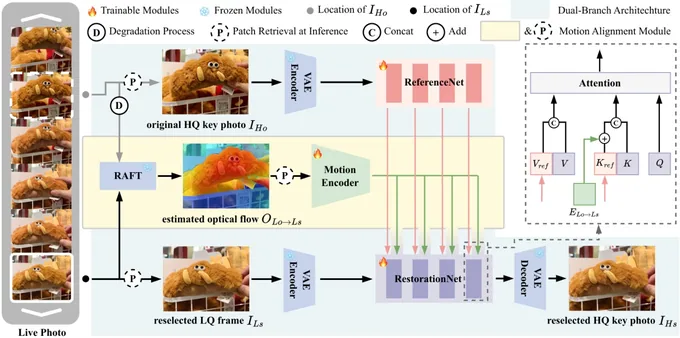 Trainable Modules Frozen Modules Location of I_Ho Location of I_Ls Dual-Branch Architechture
D Degradation Process P Patch Retrieval at Inference C Concat + Add & P Motion Alignment Module
P
D
VAE
Encoder
ReferenceNet
original HQ key photo I_Ho
Attention
C C
V_ref V + K_ref K Q
E_Lo→Ls
RAFT
P
Motion
Encoder
estimated optical flow O_Lo→Ls
P
VAE
Encoder
RestorationNet
VAE
Decoder
reselected LQ frame I_Ls
reselected HQ key photo I_Hs
Live Photo